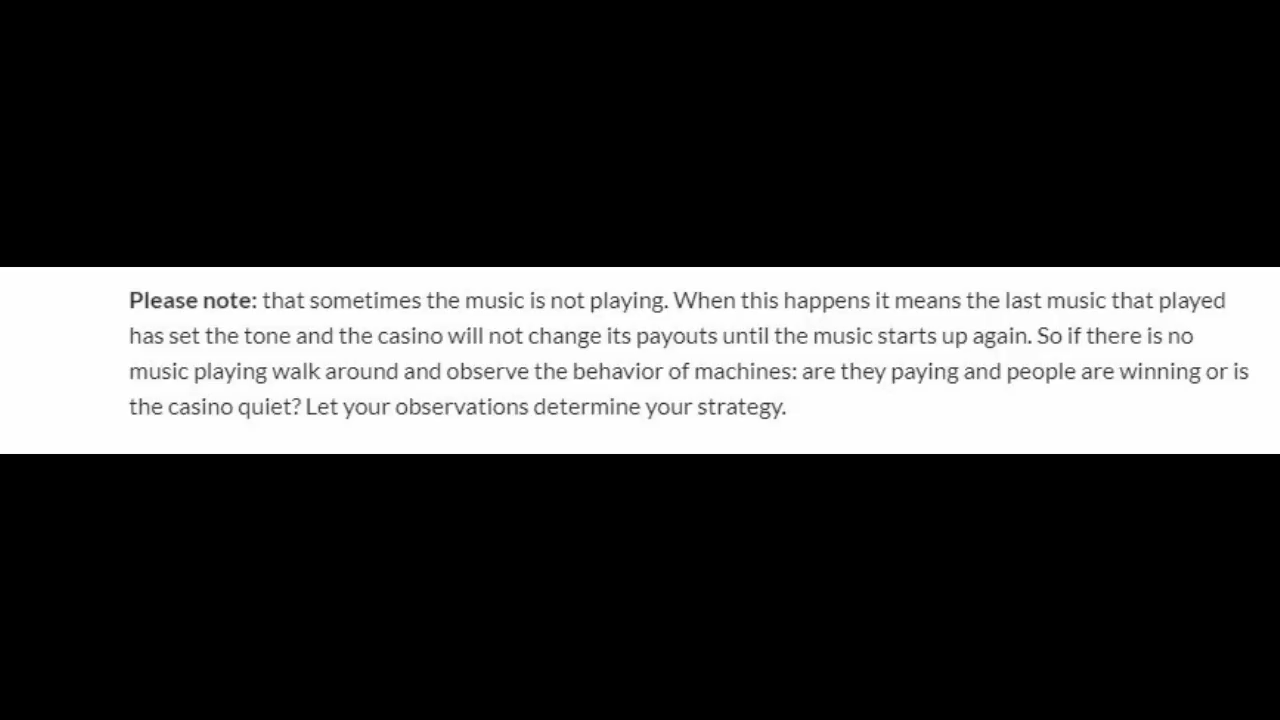 Please note: that sometimes the music is not playing. When this happens it means the last music that played
has set the tone and the casino will not change its payouts until the music starts up again. So if there is no
music playing walk around and observe the behavior of machines: are they paying and people are winning or is
the casino quiet? Let your observations determine your strategy.